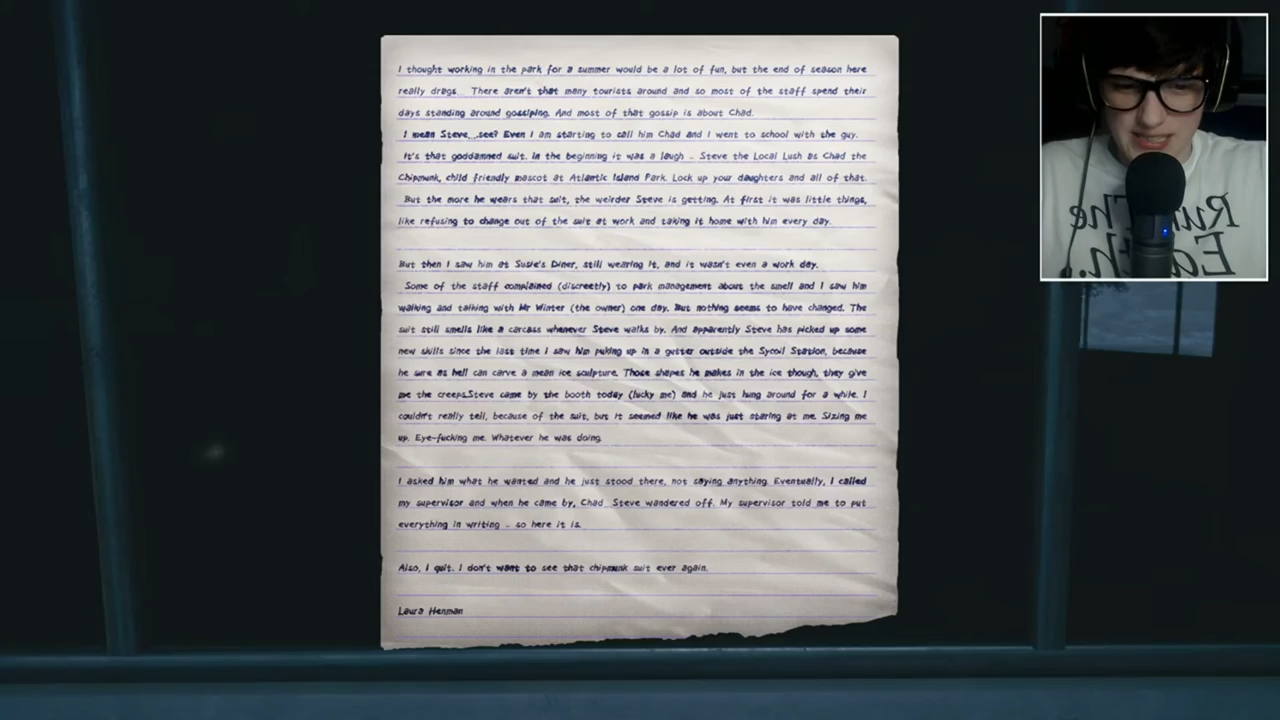 I thought working in the park for a summer would be a lot of fun, but the end of season here
really drags... There aren't that many tourists around and so most of the staff spend their
days standing around gossiping. And most of that gossip is about Chad.
I mean Steve...see? Even I am starting to call him Chad and I went to school with the guy.
It's that goddamned suit. In the beginning it was a laugh - Steve the Local Lush as Chad the
Chipmunk, child friendly mascot at Atlantic Island Park. Lock up your daughters and all of that.
But the more he wears that suit, the weirder Steve is getting. At first it was little things,
like refusing to change out of the suit at work and taking it home with him every day.
But then I saw him at Susie's Diner, still wearing it, and it wasn't even a work day.
Some of the staff complained (discreetly) to park management about the smell and I saw him
walking and talking with Mr Winter (the owner) one day. But nothing seems to have changed. The
suit still smells like a carcass whenever Steve walks by. And apparently Steve has picked up some
new skills since the last time I saw him puking up in a gutter outside the Sycoil Station, because
he sure as hell can carve a mean ice sculpture. Those shapes he makes in the ice though, they give
me the creeps.Steve came by the booth today (lucky me) and he just hung around for a while. I
couldn't really tell, because of the suit, but it seemed like he was just staring at me. Sizing me
up. Eye-fucking me. Whatever he was doing.
I asked him what he wanted and he just stood there, not saying anything. Eventually, I called
my supervisor and when he came by, Chad...Steve wandered off. My supervisor told me to put
everything in writing - so here it is.
Also, I quit. I don't want to see that chipmunk suit ever again.
Laura Henman
Run The
Earth.